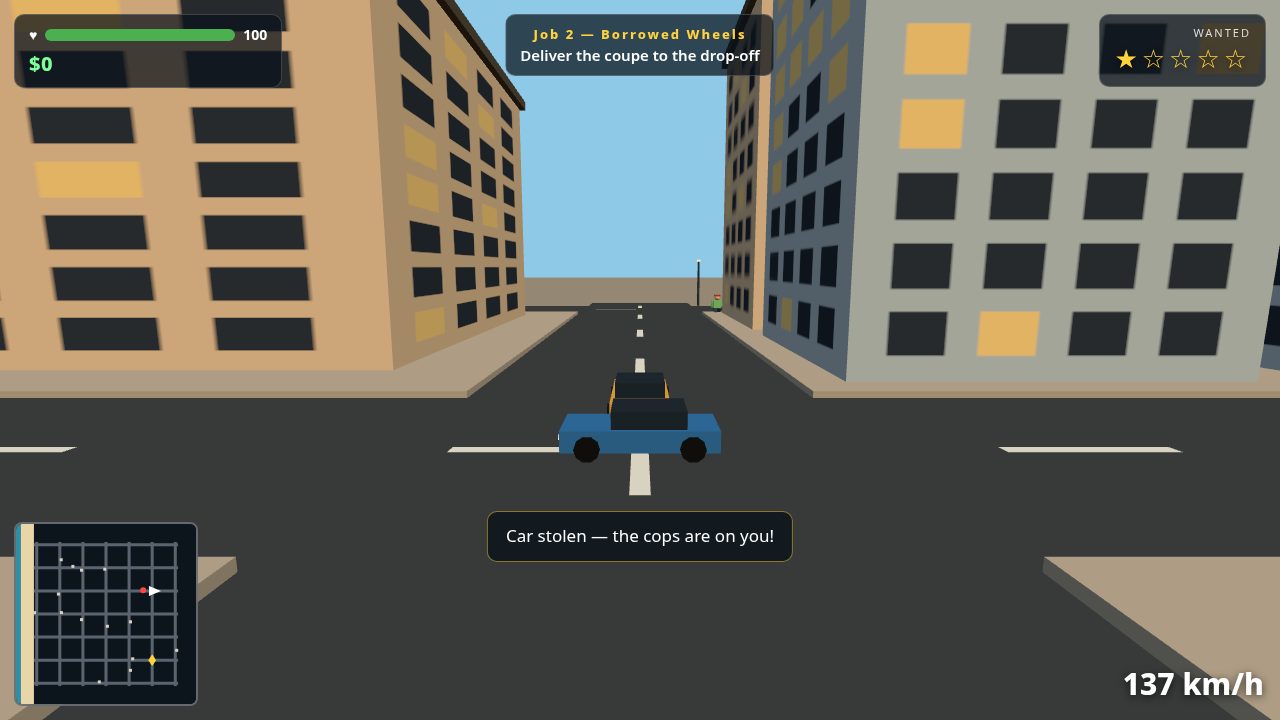 ♥ 100
$0
Job 2 — Borrowed Wheels
Deliver the coupe to the drop-off
WANTED
★☆☆☆☆
Car stolen — the cops are on you!
137 km/h